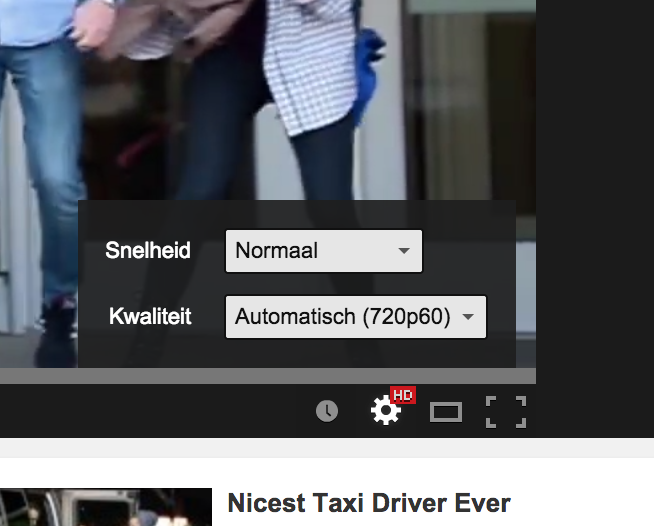 Snelheid Normaal
Kwaliteit Automatisch (720p60)
HD
Nicest Taxi Driver Ever